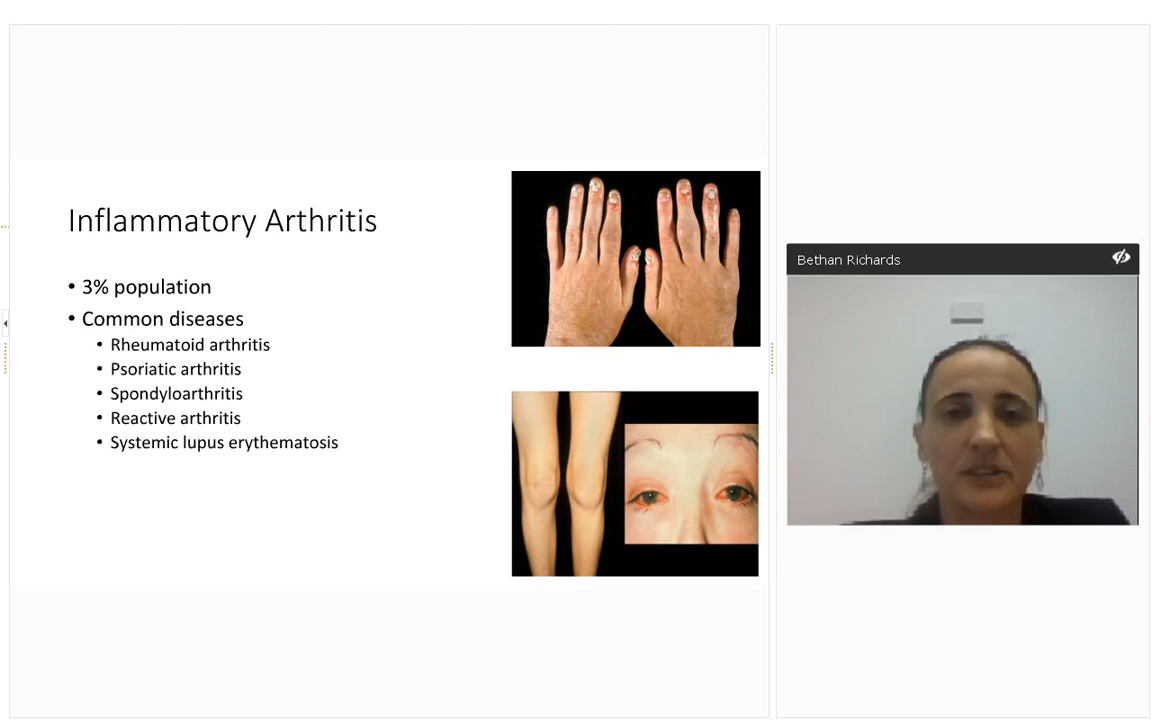 Inflammatory Arthritis
• 3% population
• Common diseases
• Rheumatoid arthritis
• Psoriatic arthritis
• Spondyloarthritis
• Reactive arthritis
• Systemic lupus erythematosis
Bethan Richards